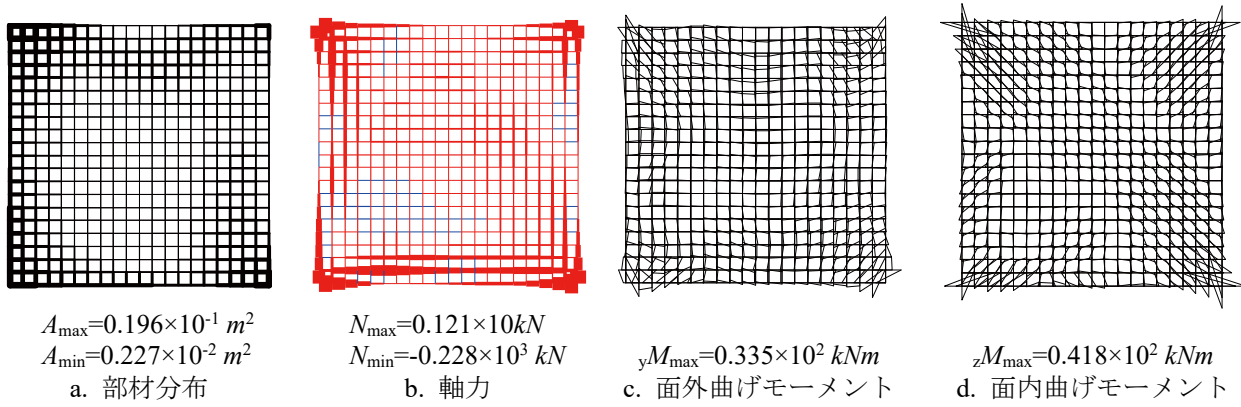 Amax=0.196×10-1 m2
Amin=0.227×10-2 m2
a. 部材分布
Nmax=0.121×10kN
Nmin=-0.228×103 kN
b. 軸力
yMmax=0.335×102 kNm
c. 面外曲げモーメント
zMmax=0.418×102 kNm
d. 面内曲げモーメント